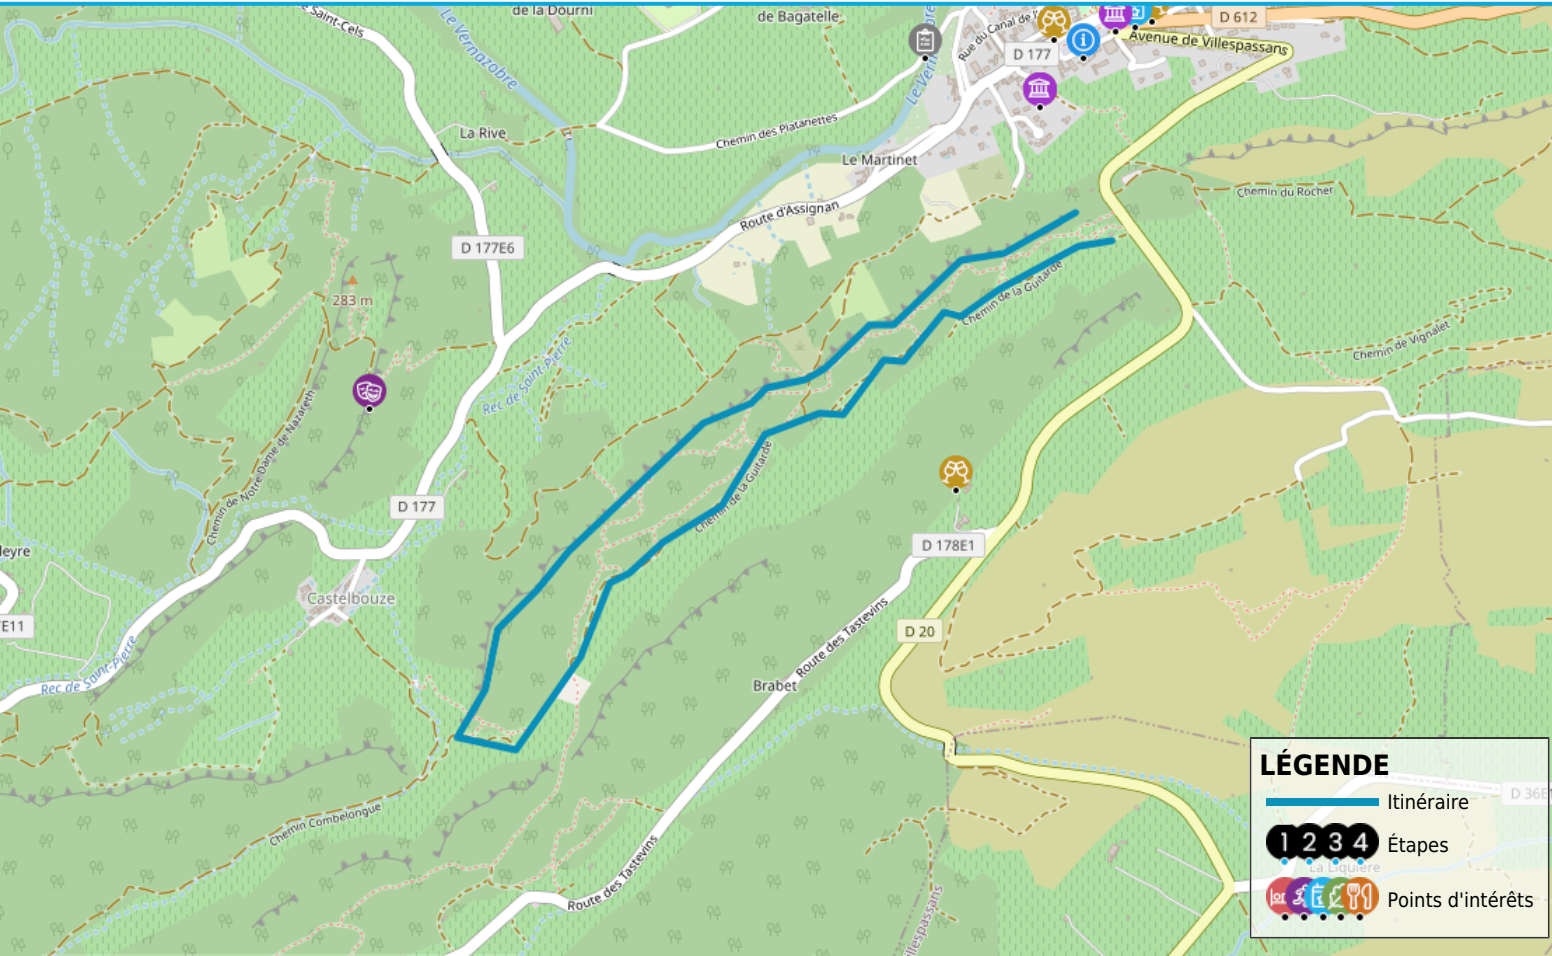 Saint-Cels
de la Dourni
Le Vernazobre
de Bagatelle
Rue du Canal de
D 612
D 177
Avenue de Villespassans
La Rive
Chemin des Platanettes
Le Martinet
Chemin du Rocher
Route d'Assignan
D 177E6
283 m
Chemin de la Guitarde
Chemin de Vignalet
Rec de Saint-Pierre
Chemin de Notre Dame de Nazareth
Chemin de la Guitarde
D 177
D 178E1
Castelbouze
E11
D 20
Route des Tastevins
Rec de Saint-Pierre
Brabet
Chemin Combelongue
Route des Tastevins
LÉGENDE
Itinéraire
D 36E
1 2 3 4
Étapes
La Liquière
Points d'intérêts